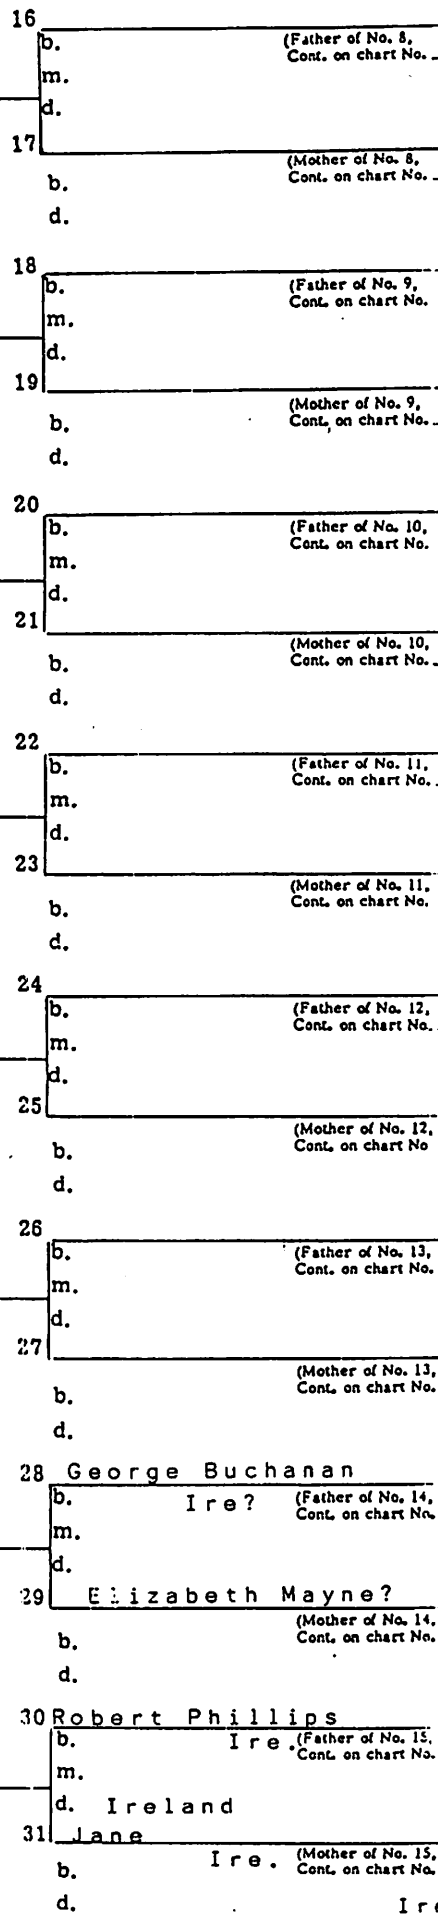 16
b. (Father of No. 8,
Cont. on chart No.
m.
d.
17
b. (Mother of No. 8,
Cont. on chart No.
d.
18
b. (Father of No. 9,
Cont. on chart No.
m.
d.
19
b. (Mother of No. 9,
Cont. on chart No.
d.
20
b. (Father of No. 10,
Cont. on chart No.
m.
d.
21
b. (Mother of No. 10,
Cont. on chart No.
d.
22
b. (Father of No. 11,
Cont. on chart No.
m.
d.
23
b. (Mother of No. 11,
Cont. on chart No.
d.
24
b. (Father of No. 12,
Cont. on chart No.
m.
d.
25
b. (Mother of No. 12,
Cont. on chart No
d.
26
b. (Father of No. 13,
Cont. on chart No.
m.
d.
27
b. (Mother of No. 13,
Cont. on chart No.
d.
28 George Buchanan
b. Ire? (Father of No. 14,
Cont. on chart No.
m.
d.
29 Elizabeth Mayne?
b. (Mother of No. 14,
Cont. on chart No.
d.
30 Robert Phillips
b. Ire. (Father of No. 15,
Cont. on chart No.
m.
d. Ireland
31 Jane
b. Ire. (Mother of No. 15,
Cont. on chart No.
d. Ire